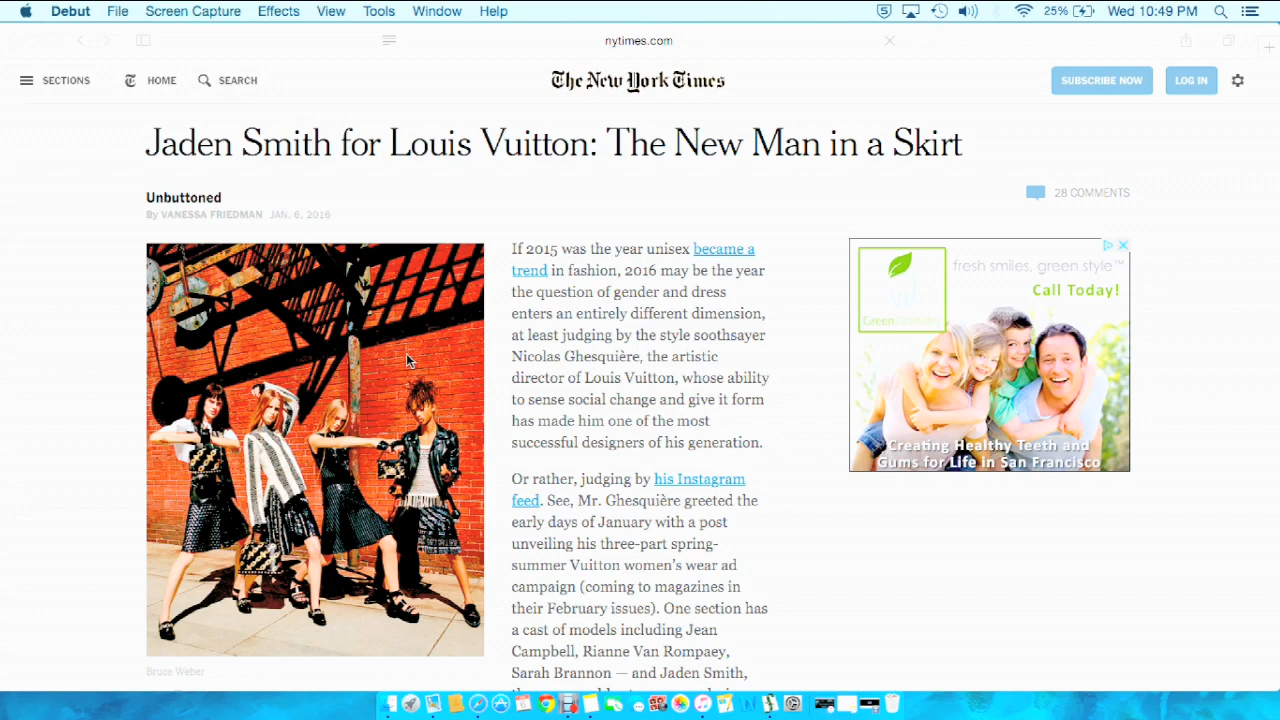 Debut File Screen Capture Effects View Tools Window Help 25% Wed 10:49 PM
nytimes.com
SECTIONS HOME SEARCH The New York Times SUBSCRIBE NOW LOG IN
Jaden Smith for Louis Vuitton: The New Man in a Skirt
Unbuttoned
By VANESSA FRIEDMAN JAN. 6, 2016
28 COMMENTS
If 2015 was the year unisex became a
trend in fashion, 2016 may be the year
the question of gender and dress
enters an entirely different dimension,
at least judging by the style soothsayer
Nicolas Ghesquière, the artistic
director of Louis Vuitton, whose ability
to sense social change and give it form
has made him one of the most
successful designers of his generation.
Or rather, judging by his Instagram
feed. See, Mr. Ghesquière greeted the
early days of January with a post
unveiling his three-part spring-
summer Vuitton women's wear ad
campaign (coming to magazines in
their February issues). One section has
a cast of models including Jean
Campbell, Rianne Van Rompaey,
Sarah Brannon — and Jaden Smith,
Bruce Weber
fresh smiles, green style™
Call Today!
Creating Healthy Teeth and
Gums for Life in San Francisco